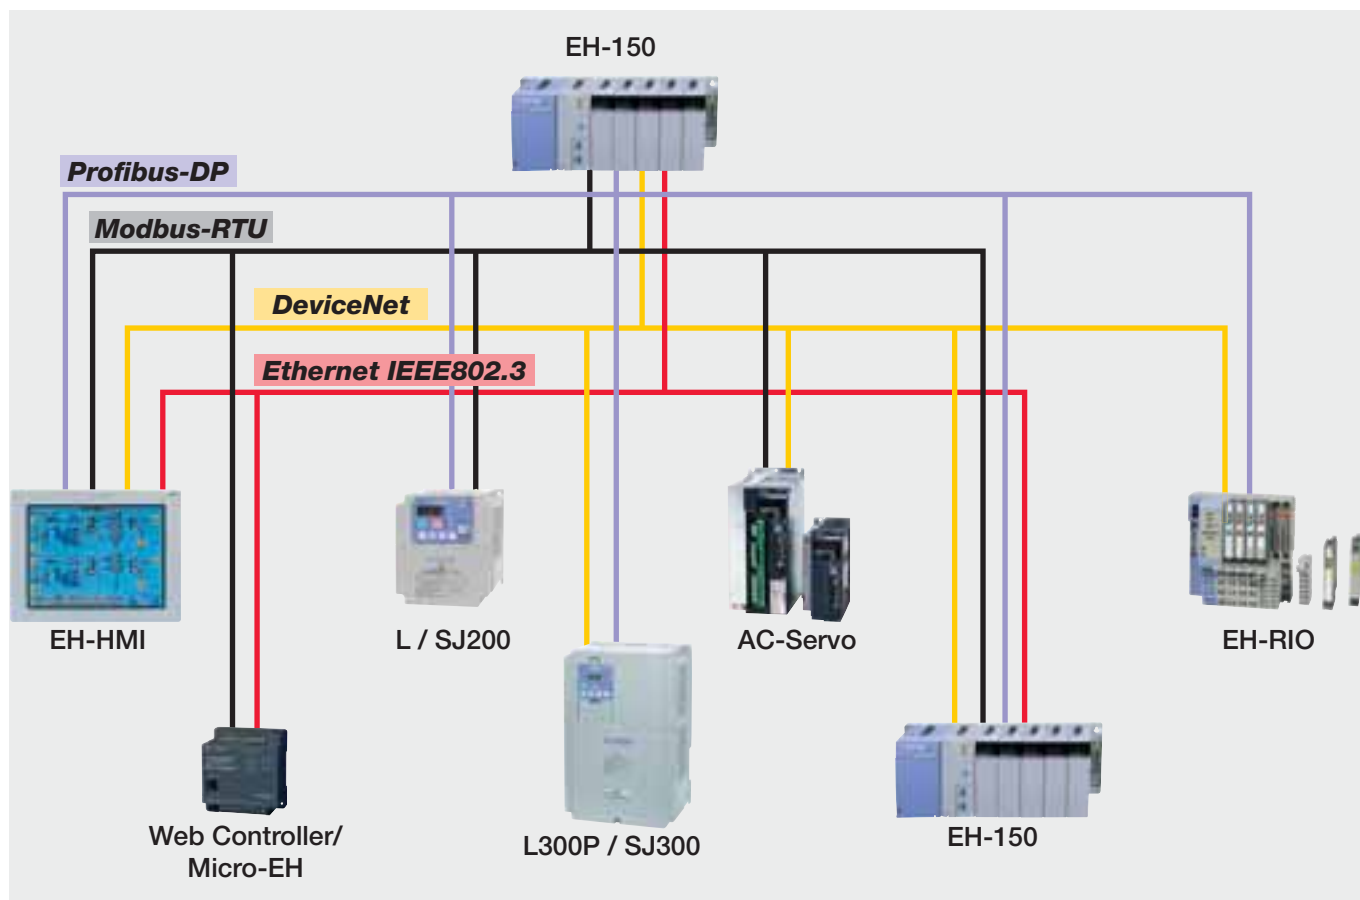 EH-150
Profibus-DP
Modbus-RTU
DeviceNet
Ethernet IEEE802.3
EH-HMI
L / SJ200
AC-Servo
EH-RIO
Web Controller/
Micro-EH
L300P / SJ300
EH-150